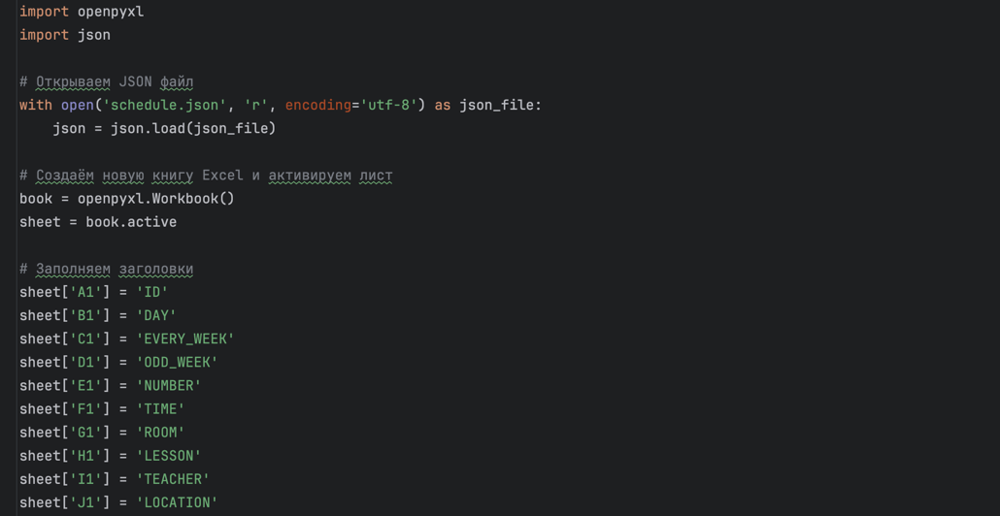 import openpyxl
import json
# Открываем JSON файл
with open('schedule.json', 'r', encoding='utf-8') as json_file:
    json = json.load(json_file)
# Создаём новую книгу Excel и активируем лист
book = openpyxl.Workbook()
sheet = book.active
# Заполняем заголовки
sheet['A1'] = 'ID'
sheet['B1'] = 'DAY'
sheet['C1'] = 'EVERY_WEEK'
sheet['D1'] = 'ODD_WEEK'
sheet['E1'] = 'NUMBER'
sheet['F1'] = 'TIME'
sheet['G1'] = 'ROOM'
sheet['H1'] = 'LESSON'
sheet['I1'] = 'TEACHER'
sheet['J1'] = 'LOCATION'